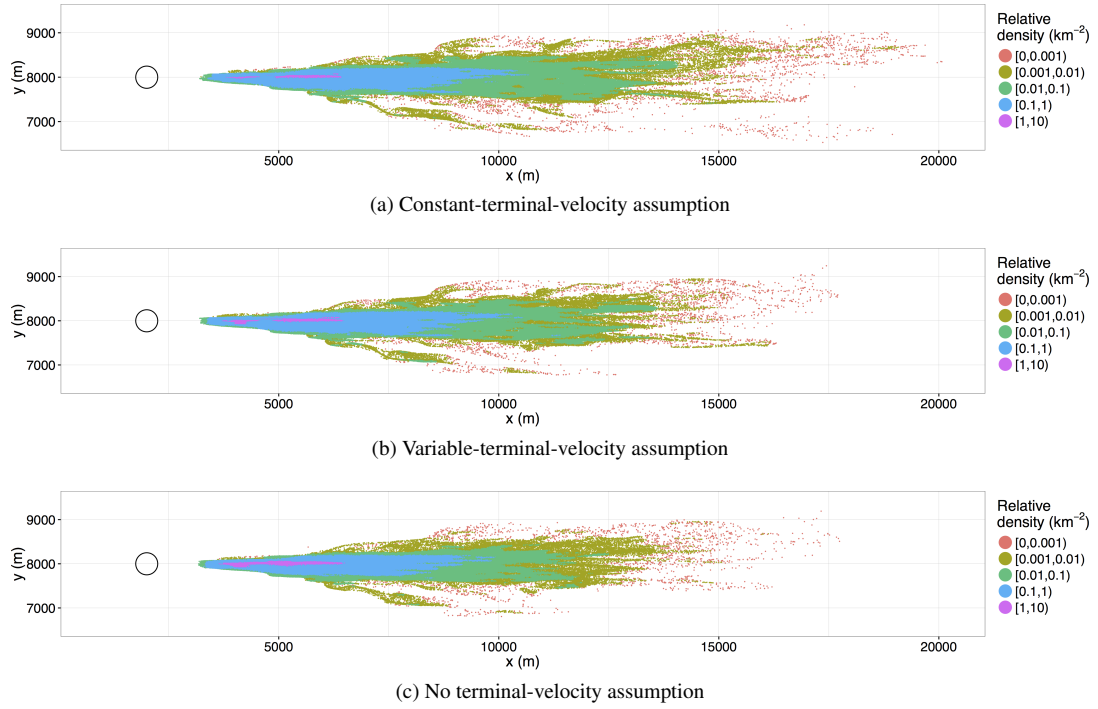 Relative
density (km⁻²)
[0,0.001)
[0.001,0.01)
[0.01,0.1)
[0.1,1)
[1,10)
9000
8000
7000
y (m)
5000 10000 15000 20000
x (m)
(a) Constant-terminal-velocity assumption
Relative
density (km⁻²)
[0,0.001)
[0.001,0.01)
[0.01,0.1)
[0.1,1)
[1,10)
9000
8000
7000
y (m)
5000 10000 15000 20000
x (m)
(b) Variable-terminal-velocity assumption
Relative
density (km⁻²)
[0,0.001)
[0.001,0.01)
[0.01,0.1)
[0.1,1)
[1,10)
9000
8000
7000
y (m)
5000 10000 15000 20000
x (m)
(c) No terminal-velocity assumption